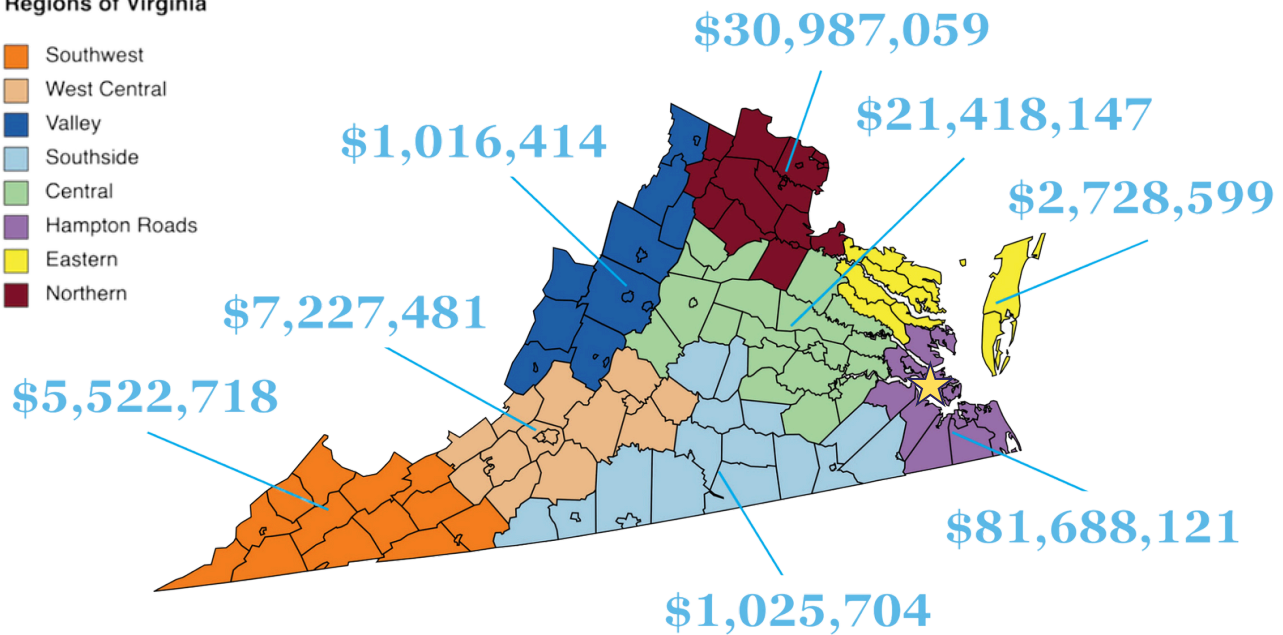 Regions of Virginia
Southwest
West Central
Valley
Southside
Central
Hampton Roads
Eastern
Northern
$30,987,059
$21,418,147
$1,016,414
$2,728,599
$7,227,481
$5,522,718
$81,688,121
$1,025,704